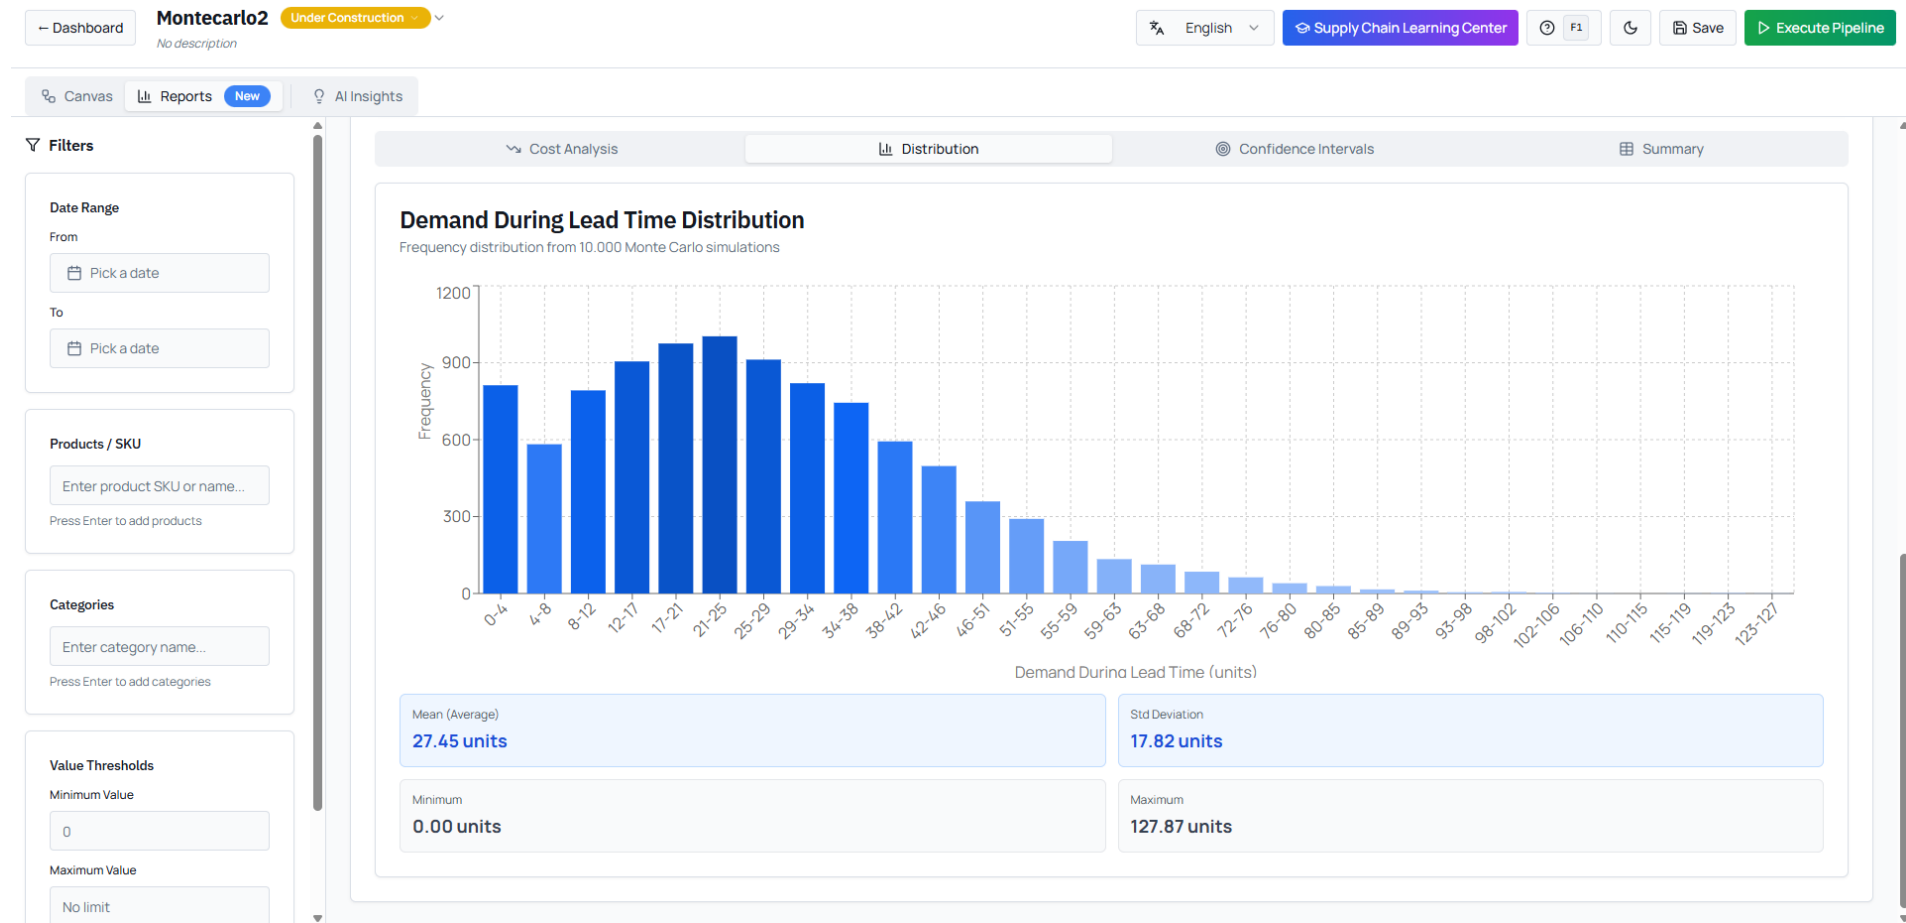 ← Dashboard
Montecarlo2
Under Construction
No description
English
Supply Chain Learning Center
F1
Save
Execute Pipeline
Canvas
Reports
New
AI Insights
Filters
Date Range
From
Pick a date
To
Pick a date
Products / SKU
Enter product SKU or name...
Press Enter to add products
Categories
Enter category name...
Press Enter to add categories
Value Thresholds
Minimum Value
0
Maximum Value
No limit
Cost Analysis
Distribution
Confidence Intervals
Summary
Demand During Lead Time Distribution
Frequency distribution from 10.000 Monte Carlo simulations
Frequency
1200
900
600
300
0
0-4
4-8
8-12
12-17
17-21
21-25
25-29
29-34
34-38
38-42
42-46
46-51
51-55
55-59
59-63
63-68
68-72
72-76
76-80
80-85
85-89
89-93
93-98
98-102
102-106
106-110
110-115
115-119
119-123
123-127
Demand During Lead Time (units)
Mean (Average)
27.45 units
Std Deviation
17.82 units
Minimum
0.00 units
Maximum
127.87 units